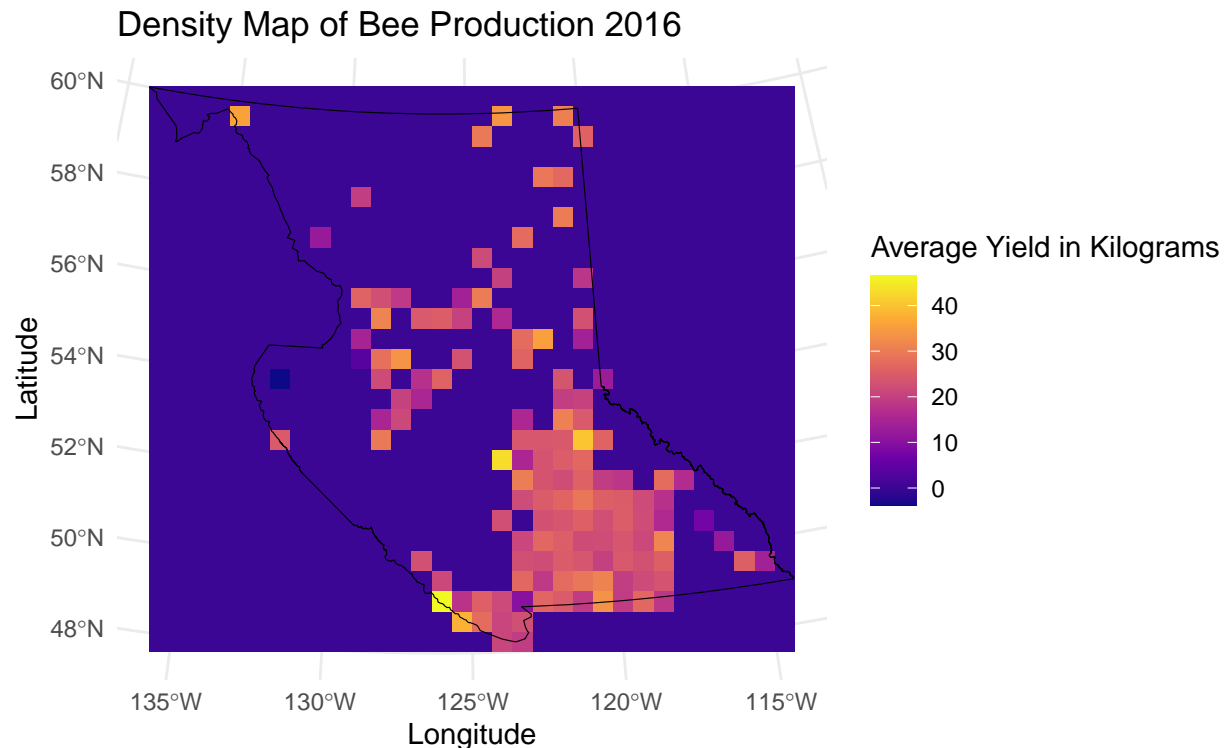 Density Map of Bee Production 2016
60°N
58°N
56°N
54°N
52°N
50°N
48°N
Latitude
135°W
130°W
125°W
120°W
115°W
Longitude
Average Yield in Kilograms
40
30
20
10
0